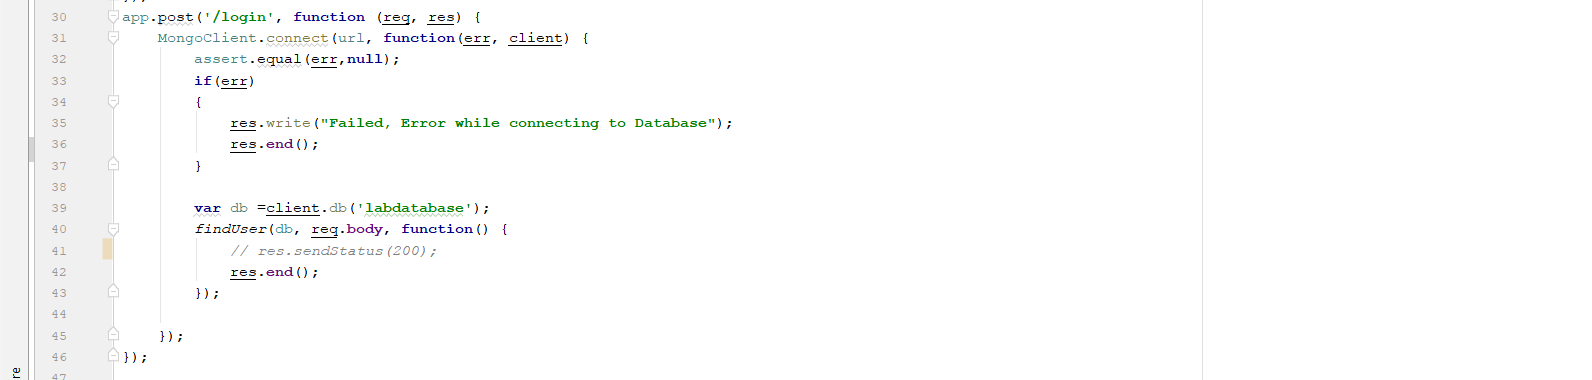 30 app.post('/login', function (req, res) {
31 MongoClient.connect(url, function(err, client) {
32 assert.equal(err,null);
33 if(err)
34 {
35 res.write("Failed, Error while connecting to Database");
36 res.end();
37 }
38
39 var db =client.db('labdatabase');
40 findUser(db, req.body, function() {
41 // res.sendStatus(200);
42 res.end();
43 });
44
45 });
46 });
47
re